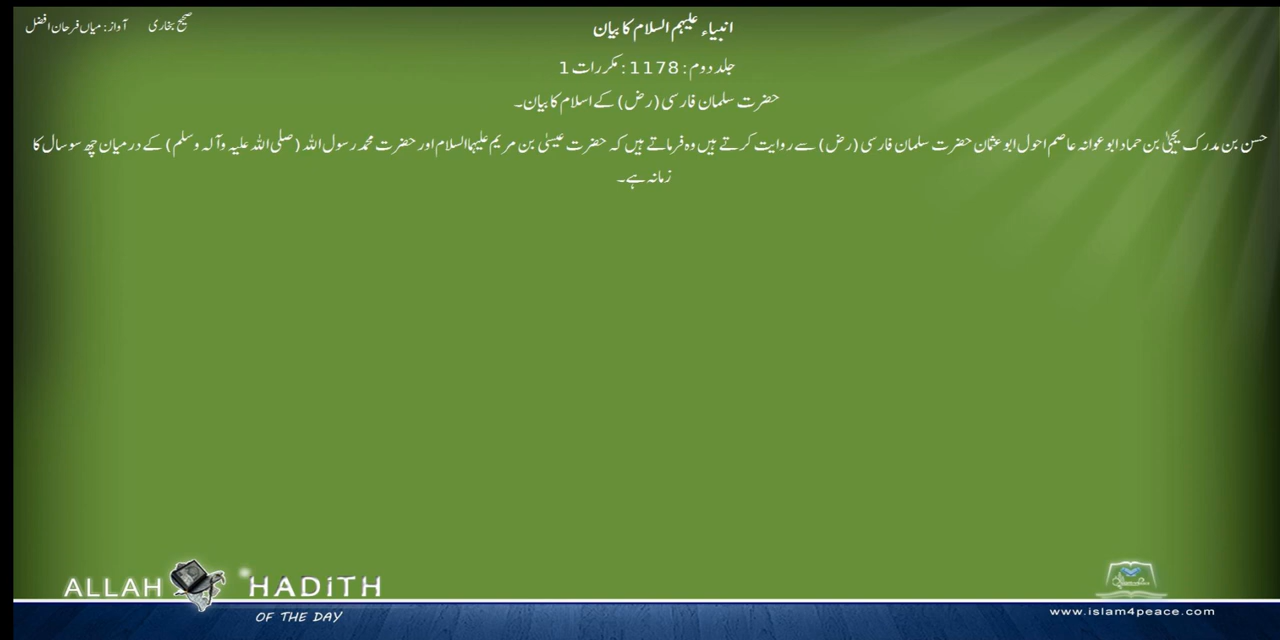 صحیح بخاری
آواز: میاں فرحان افضل
انبیاء علیہم السلام کا بیان
جلد دوم: 1178: مکررات 1
حضرت سلمان فارسی (رض) کے اسلام کا بیان۔
حسن بن مدرک یحییٰ بن حماد ابو عوانہ عاصم احول ابو عثمان حضرت سلمان فارسی (رض) سے روایت کرتے ہیں وہ فرماتے ہیں کہ حضرت عیسیٰ بن مریم علیہما السلام اور حضرت محمد رسول اللہ (صلی اللہ علیہ وآلہ وسلم) کے درمیان چھ سو سال کا
زمانہ ہے۔
ALLAH HADITH
OF THE DAY
www.islam4peace.com